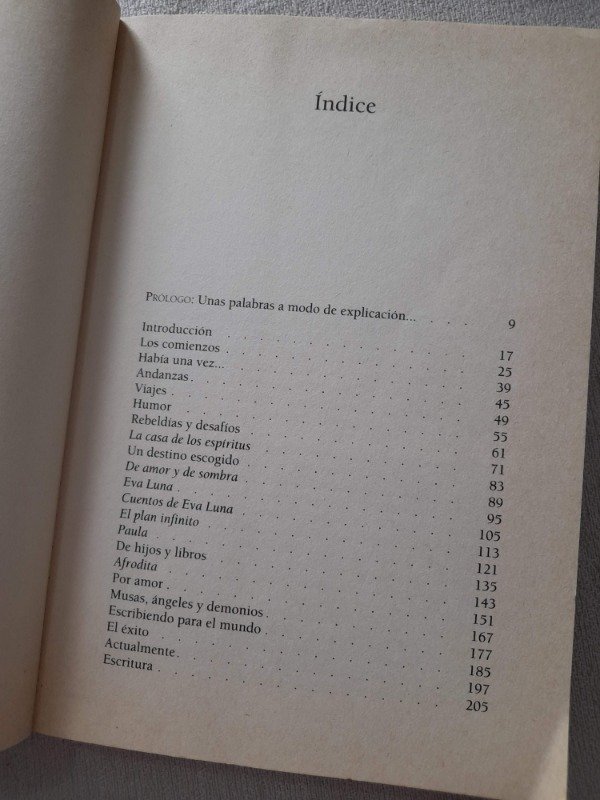 Índice
PRÓLOGO: Unas palabras a modo de explicación... . . . . 9
Introducción . . . . . . . . . . . . . . . . 17
Los comienzos . . . . . . . . . . . . . . . . 25
Había una vez... . . . . . . . . . . . . . . . . 39
Andanzas . . . . . . . . . . . . . . . . 45
Viajes . . . . . . . . . . . . . . . . 49
Humor . . . . . . . . . . . . . . . . 55
Rebeldías y desafíos . . . . . . . . . . . . . . 61
La casa de los espíritus . . . . . . . . . . . . . 71
Un destino escogido . . . . . . . . . . . . . . 83
De amor y de sombra . . . . . . . . . . . . . . 89
Eva Luna . . . . . . . . . . . . . . . . 95
Cuentos de Eva Luna . . . . . . . . . . . . . . 105
El plan infinito . . . . . . . . . . . . . . . 113
Paula . . . . . . . . . . . . . . . . 121
De hijos y libros . . . . . . . . . . . . . . . 135
Afrodita . . . . . . . . . . . . . . . . 143
Por amor . . . . . . . . . . . . . . . . 151
Musas, ángeles y demonios . . . . . . . . . . . . 167
Escribiendo para el mundo . . . . . . . . . . . . 177
El éxito . . . . . . . . . . . . . . . . 185
Actualmente . . . . . . . . . . . . . . . . 197
Escritura . . . . . . . . . . . . . . . . 205